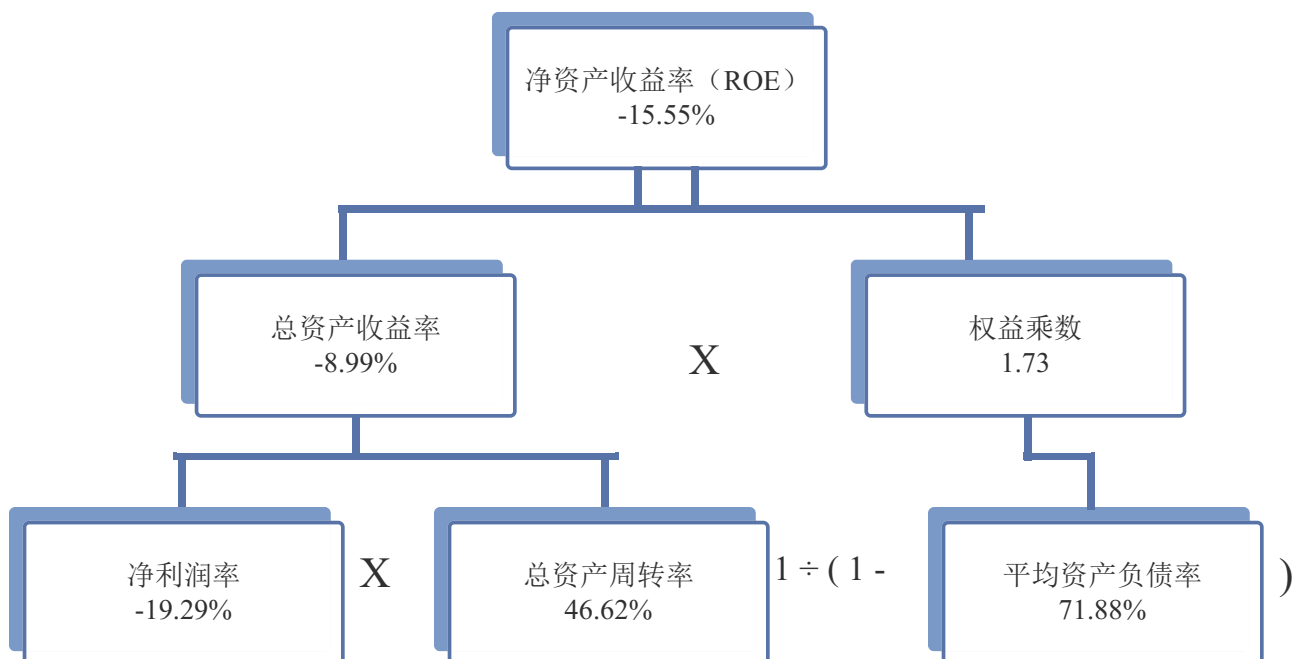 净资产收益率（ROE）
-15.55%
总资产收益率
-8.99%
X
权益乘数
1.73
净利润率
-19.29%
X
总资产周转率
46.62%
1 ÷ ( 1 -
平均资产负债率
71.88%
)